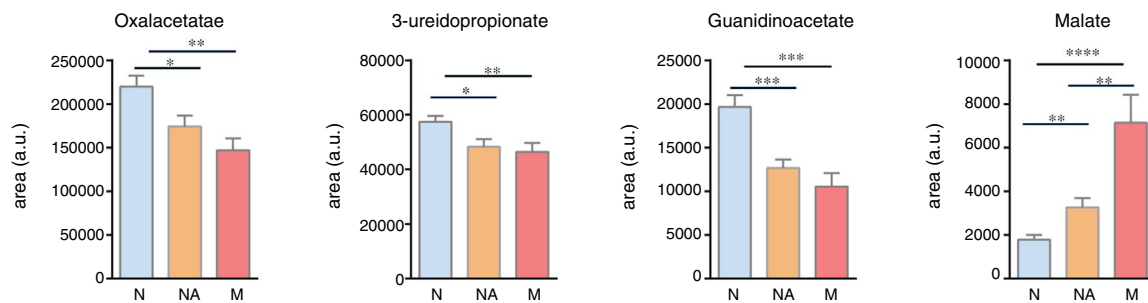 Oxalacetatae
area (a.u.)
250000
200000
150000
100000
50000
0
**
*
N NA M
3-ureidopropionate
area (a.u.)
80000
60000
40000
20000
0
**
*
N NA M
Guanidinoacetate
area (a.u.)
25000
20000
15000
10000
5000
0
***
***
N NA M
Malate
area (a.u.)
10000
8000
6000
4000
2000
0
****
**
**
N NA M